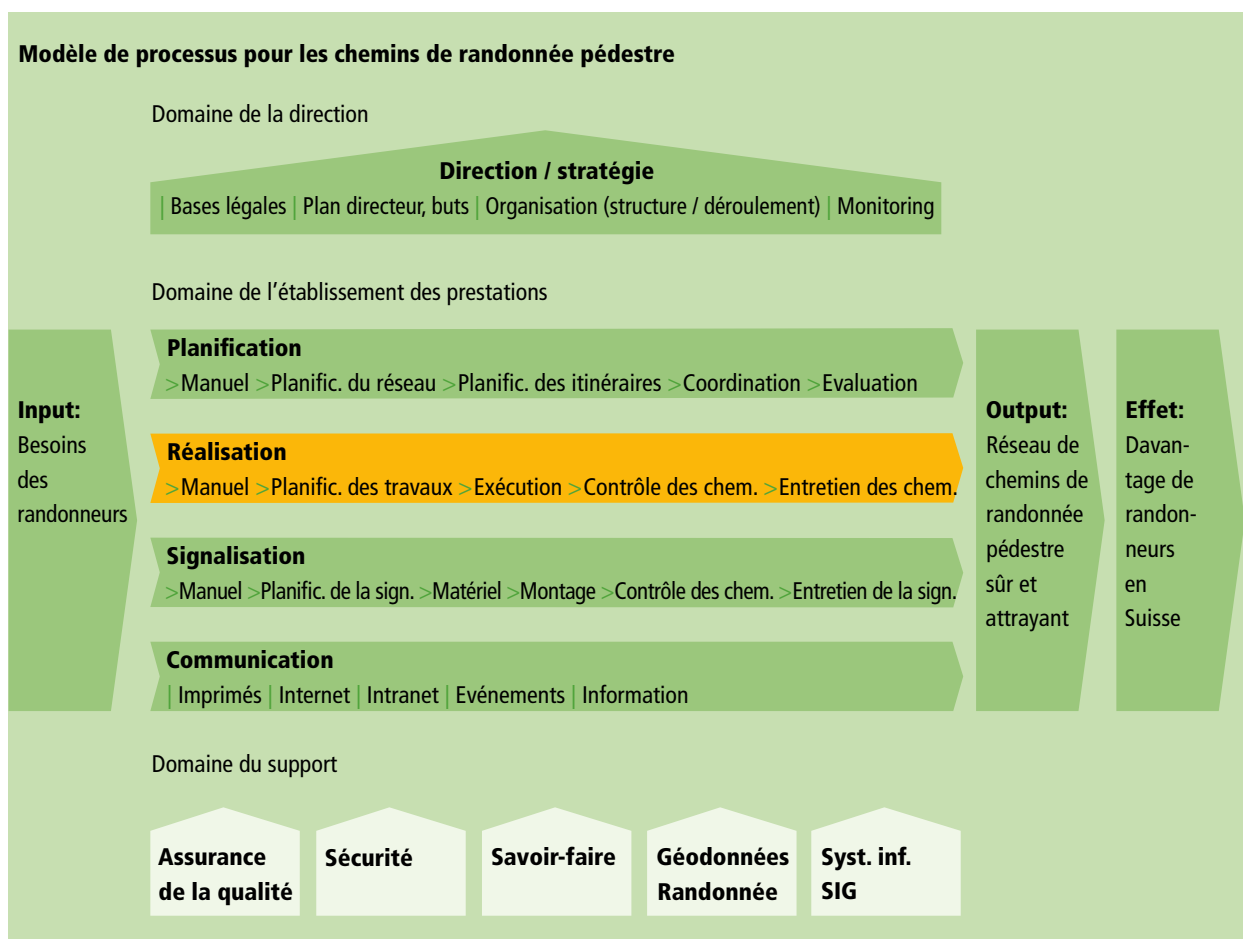 Modèle de processus pour les chemins de randonnée pédestre
Domaine de la direction
Direction / stratégie
| Bases légales | Plan directeur, buts | Organisation (structure / déroulement) | Monitoring
Domaine de l'établissement des prestations
Input:
Besoins
des
randonneurs
Planification
>Manuel >Planific. du réseau >Planific. des itinéraires >Coordination >Evaluation
Réalisation
>Manuel >Planific. des travaux >Exécution >Contrôle des chem. >Entretien des chem.
Signalisation
>Manuel >Planific. de la sign. >Matériel >Montage >Contrôle des chem. >Entretien de la sign.
Communication
| Imprimés | Internet | Intranet | Evénements | Information
Output:
Réseau de
chemins de
randonnée
pédestre
sûr et
attrayant
Effet:
Davan-
tage de
randon-
neurs
en
Suisse
Domaine du support
Assurance
de la qualité
Sécurité
Savoir-faire
Géodonnées
Randonnée
Syst. inf.
SIG